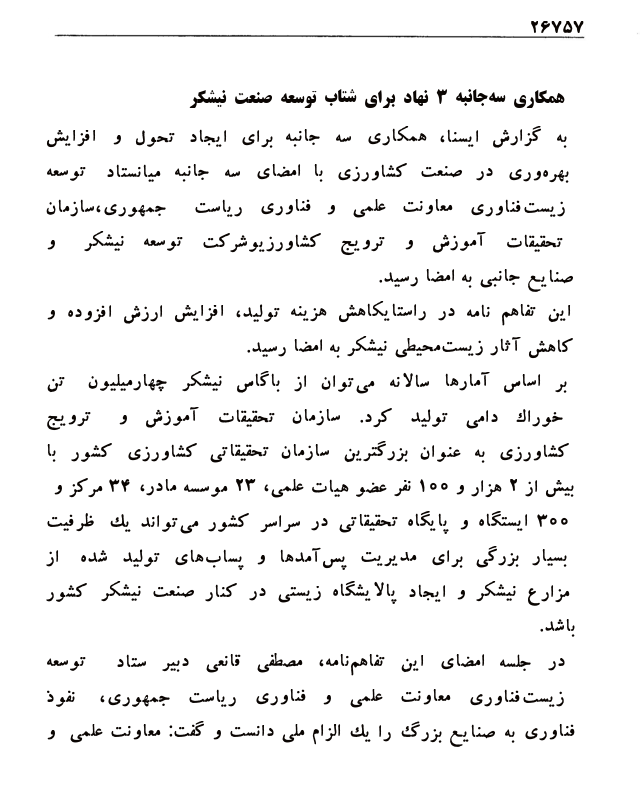 ۲۶۷۵۷
همکاری سه‌جانبه ۳ نهاد برای شتاب توسعه صنعت نیشکر
به گزارش ایسنا، همکاری سه جانبه برای ایجاد تحول و افزایش
بهره‌وری در صنعت کشاورزی با امضای سه جانبه میانستاد توسعه
زیست‌فناوری معاونت علمی و فناوری ریاست جمهوری،سازمان
تحقیقات آموزش و ترویج کشاورزیوشرکت توسعه نیشکر و
صنایع جانبی به امضا رسید.
این تفاهم نامه در راستایکاهش هزینه تولید، افزایش ارزش افزوده و
کاهش آثار زیست‌محیطی نیشکر به امضا رسید.
بر اساس آمارها سالانه می‌توان از باگاس نیشکر چهارمیلیون تن
خوراك دامی تولید کرد. سازمان تحقیقات آموزش و ترویج
کشاورزی به عنوان بزرگترین سازمان تحقیقاتی کشاورزی کشور با
بیش از ۲ هزار و ۱۰۰ نفر عضو هیات علمی، ۲۳ موسسه مادر، ۳۴ مرکز و
۳۰۰ ایستگاه و پایگاه تحقیقاتی در سراسر کشور می‌تواند یك ظرفیت
بسیار بزرگی برای مدیریت پس‌آمدها و پساب‌های تولید شده از
مزارع نیشکر و ایجاد پالایشگاه زیستی در کنار صنعت نیشکر کشور
باشد.
در جلسه امضای این تفاهم‌نامه، مصطفی قانعی دبیر ستاد توسعه
زیست‌فناوری معاونت علمی و فناوری ریاست جمهوری، نفوذ
فناوری به صنایع بزرگ را یك الزام ملی دانست و گفت: معاونت علمی و